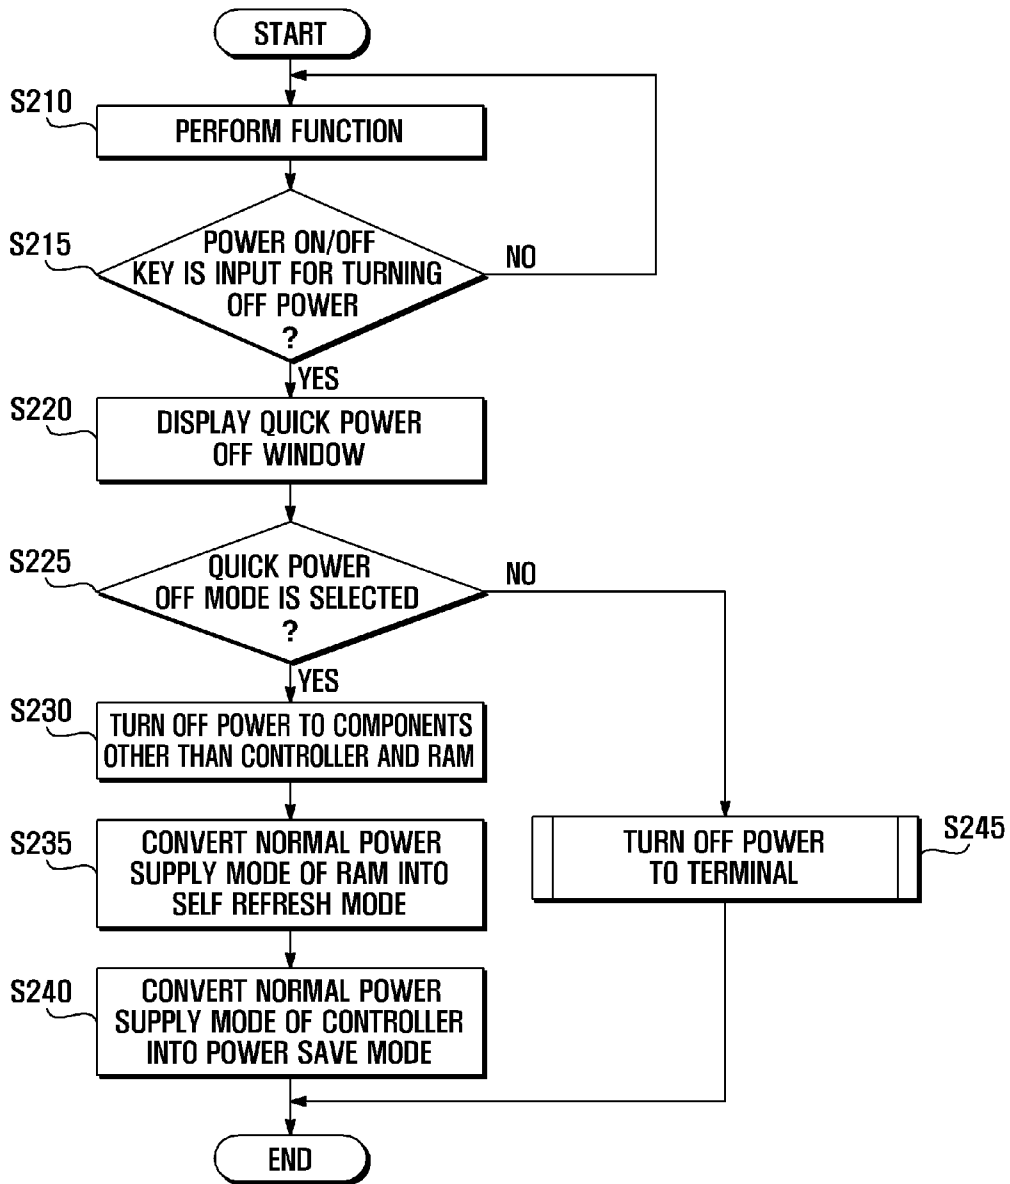 START
S210
PERFORM FUNCTION
S215
POWER ON/OFF
KEY IS INPUT FOR TURNING
OFF POWER
?
NO
YES
S220
DISPLAY QUICK POWER
OFF WINDOW
S225
QUICK POWER
OFF MODE IS SELECTED
?
NO
YES
S230
TURN OFF POWER TO COMPONENTS
OTHER THAN CONTROLLER AND RAM
S235
CONVERT NORMAL POWER
SUPPLY MODE OF RAM INTO
SELF REFRESH MODE
TURN OFF POWER
TO TERMINAL
S245
S240
CONVERT NORMAL POWER
SUPPLY MODE OF CONTROLLER
INTO POWER SAVE MODE
END